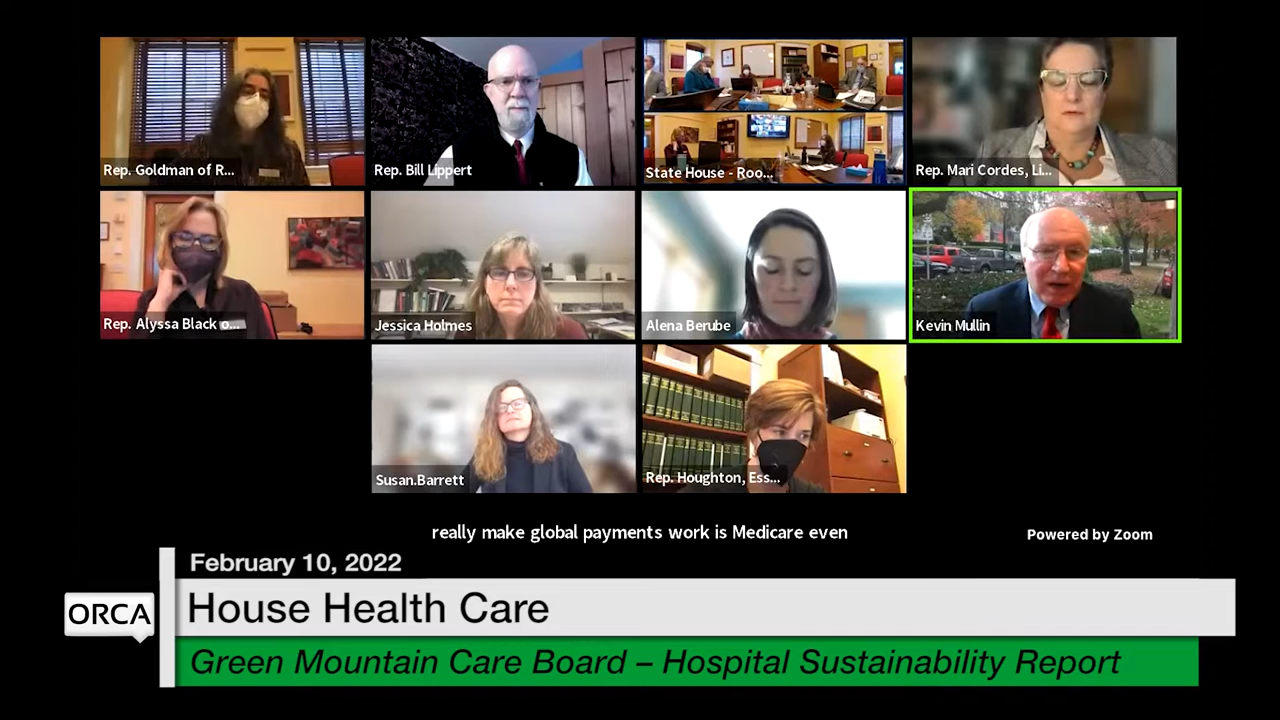 Rep. Goldman of R...
Rep. Bill Lippert
State House - Roo...
Rep. Mari Cordes, Li...
Rep. Alyssa Black o...
Jessica Holmes
Alena Berube
Kevin Mullin
Susan.Barrett
Rep. Houghton, Ess...
really make global payments work is Medicare even
Powered by Zoom
February 10, 2022
ORCA
House Health Care
Green Mountain Care Board – Hospital Sustainability Report